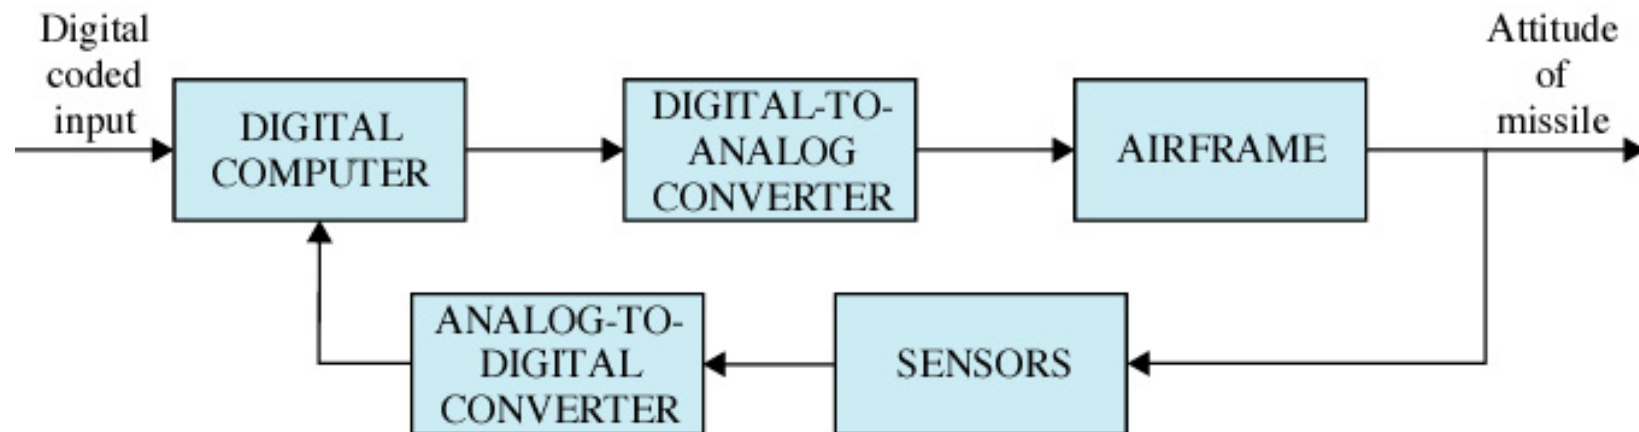 Digital
coded
input
DIGITAL
COMPUTER
DIGITAL-TO-
ANALOG
CONVERTER
AIRFRAME
Attitude
of
missile
ANALOG-TO-
DIGITAL
CONVERTER
SENSORS